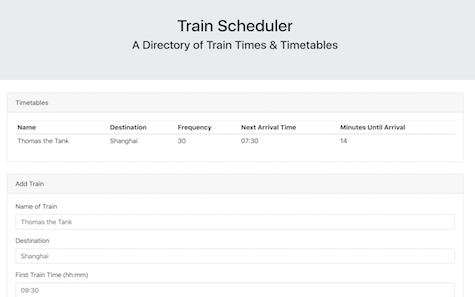 Train Scheduler
A Directory of Train Times & Timetables
Timetables
Name Destination Frequency Next Arrival Time Minutes Until Arrival
Thomas the Tank Shanghai 30 07:30 14
Add Train
Name of Train
Thomas the Tank
Destination
Shanghai
First Train Time (hh:mm)
09:30